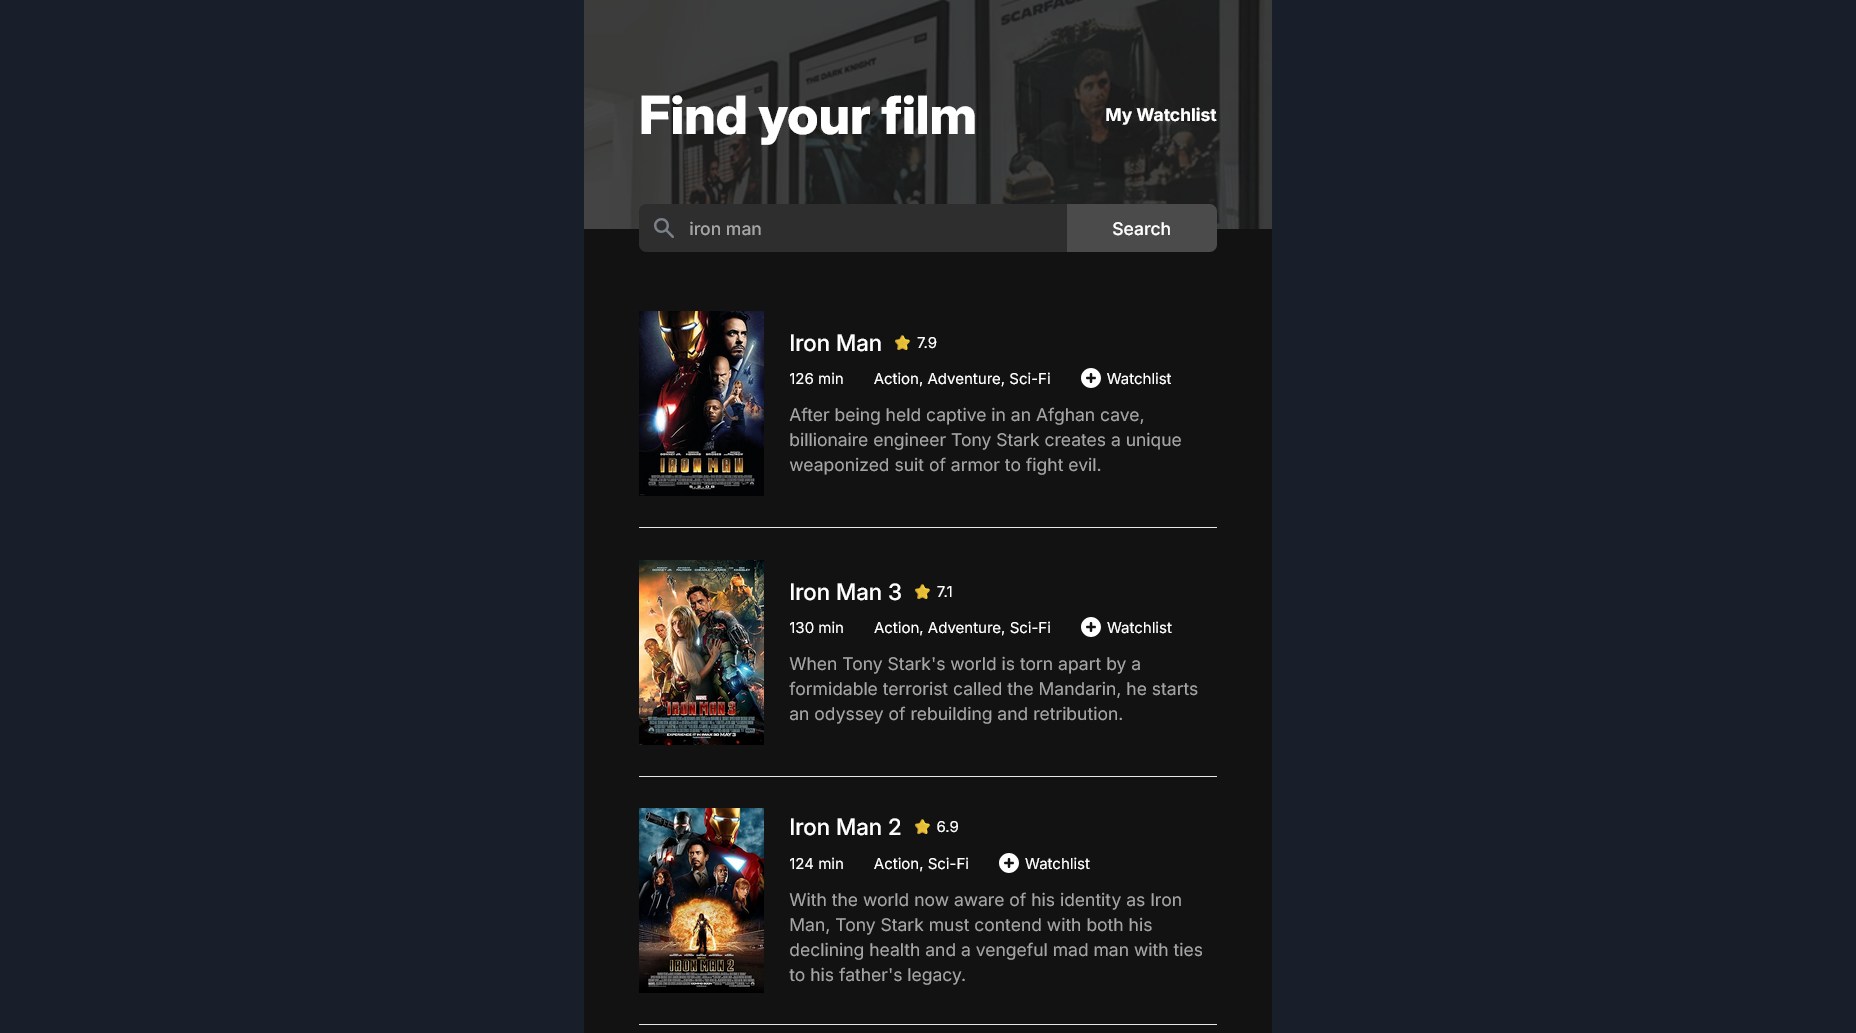 SCARFACE
THE DARK KNIGHT
Find your film
My Watchlist
iron man
Search
Iron Man 7.9
126 min Action, Adventure, Sci-Fi Watchlist
After being held captive in an Afghan cave,
billionaire engineer Tony Stark creates a unique
weaponized suit of armor to fight evil.
IRON MAN
Iron Man 3 7.1
130 min Action, Adventure, Sci-Fi Watchlist
When Tony Stark's world is torn apart by a
formidable terrorist called the Mandarin, he starts
an odyssey of rebuilding and retribution.
MARVEL
IRON MAN 3
Iron Man 2 6.9
124 min Action, Sci-Fi Watchlist
With the world now aware of his identity as Iron
Man, Tony Stark must contend with both his
declining health and a vengeful mad man with ties
to his father's legacy.
IRON MAN 2